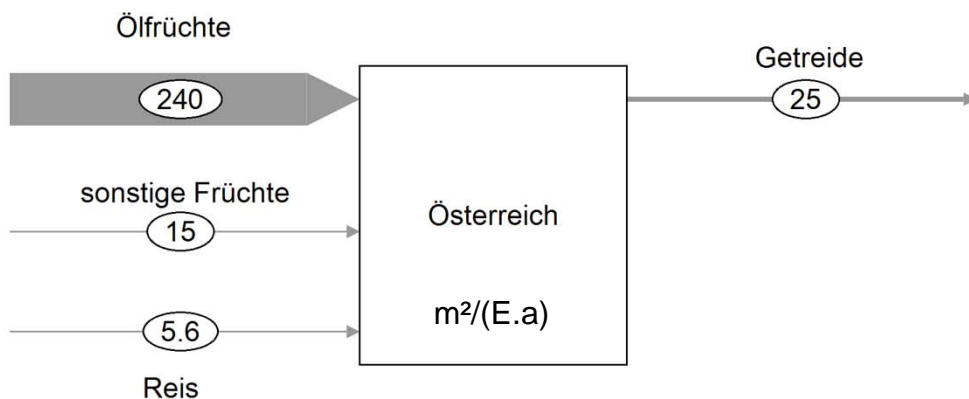 Ölfrüchte
240
Getreide
25
sonstige Früchte
15
Österreich
5.6
m²/(E.a)
Reis